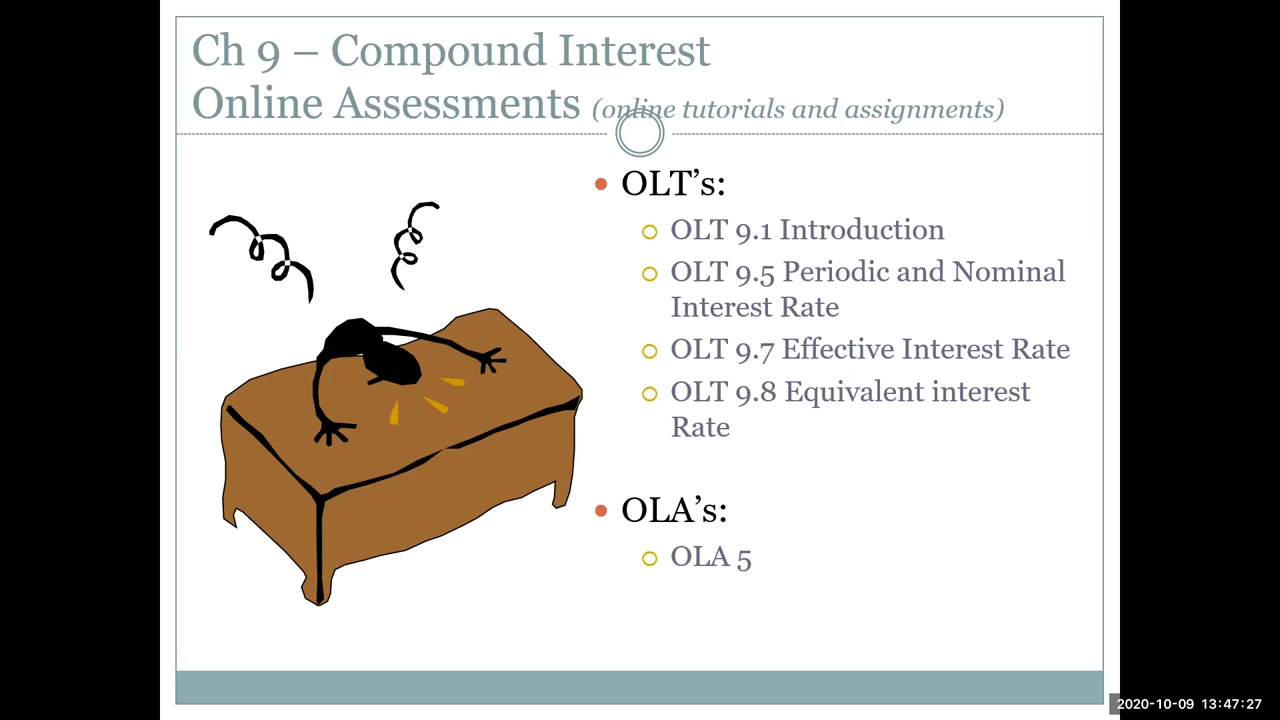 Ch 9 – Compound Interest
Online Assessments (online tutorials and assignments)
• OLT’s:
OLT 9.1 Introduction
OLT 9.5 Periodic and Nominal
Interest Rate
OLT 9.7 Effective Interest Rate
OLT 9.8 Equivalent interest
Rate
• OLA’s:
OLA 5
2020-10-09 13:47:27